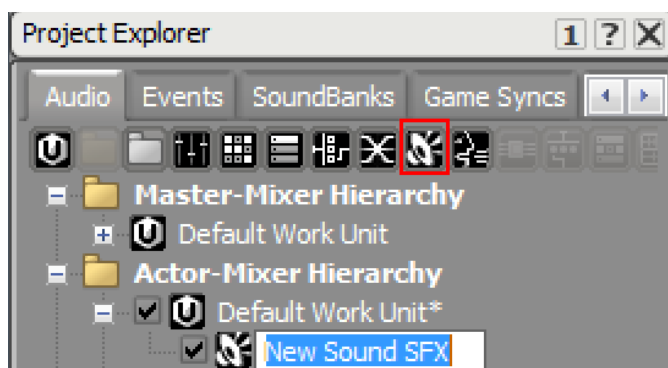 Project Explorer 1 ? X
Audio Events SoundBanks Game Syncs
Master-Mixer Hierarchy
Default Work Unit
Actor-Mixer Hierarchy
Default Work Unit*
New Sound SFX